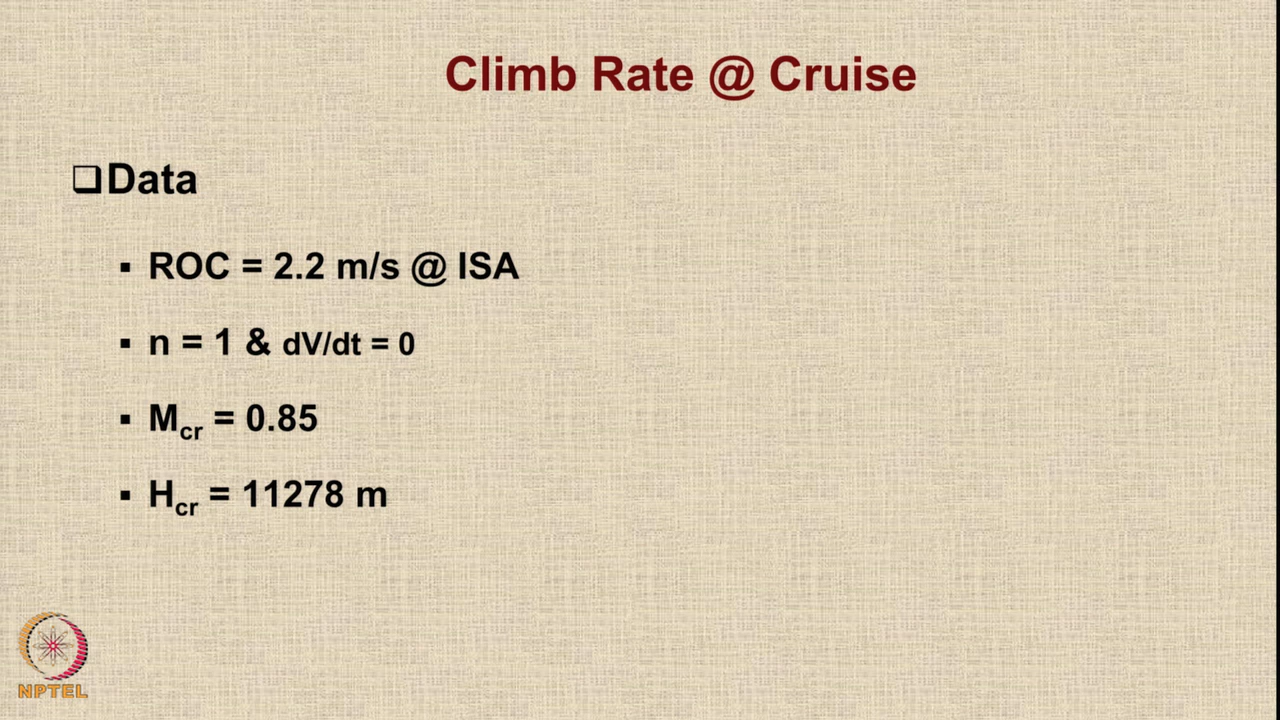 Climb Rate @ Cruise
❑Data
▪ ROC = 2.2 m/s @ ISA
▪ n = 1 & dV/dt = 0
▪ Mcr = 0.85
▪ Hcr = 11278 m
NPTEL